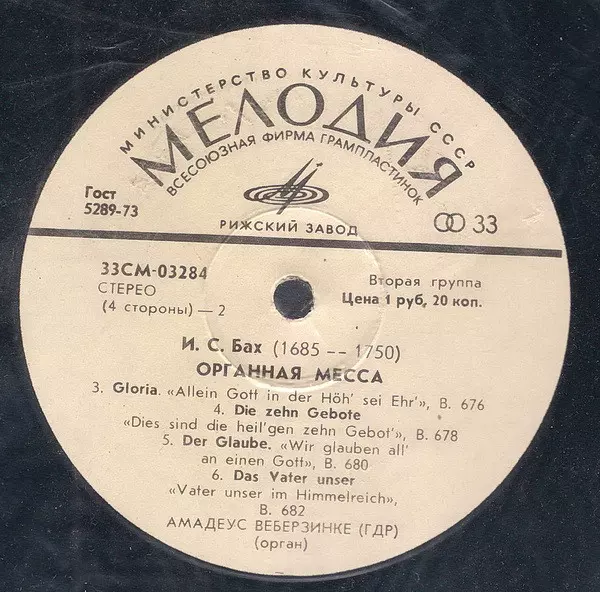 МИНИСТЕРСТВО КУЛЬТУРЫ СССР
МЕЛОДИЯ
ВСЕСОЮЗНАЯ ФИРМА ГРАМПЛАСТИНОК
Гост
5289-73
РИЖСКИЙ ЗАВОД
33
33СМ-03284
СТЕРЕО
(4 стороны) — 2
Вторая группа
Цена 1 руб. 20 коп.
И. С. Бах (1685 -- 1750)
ОРГАННАЯ МЕССА
3. Gloria. «Allein Gott in der Höh' sei Ehr'», B. 676
4. Die zehn Gebote
«Dies sind die heil'gen zehn Gebot'», B. 678
5. Der Glaube. «Wir glauben all'
an einen Gott», B. 680
6. Das Vater unser
«Vater unser im Himmelreich»,
B. 682
АМАДЕУС ВЕБЕРЗИНКЕ (ГДР)
(орган)